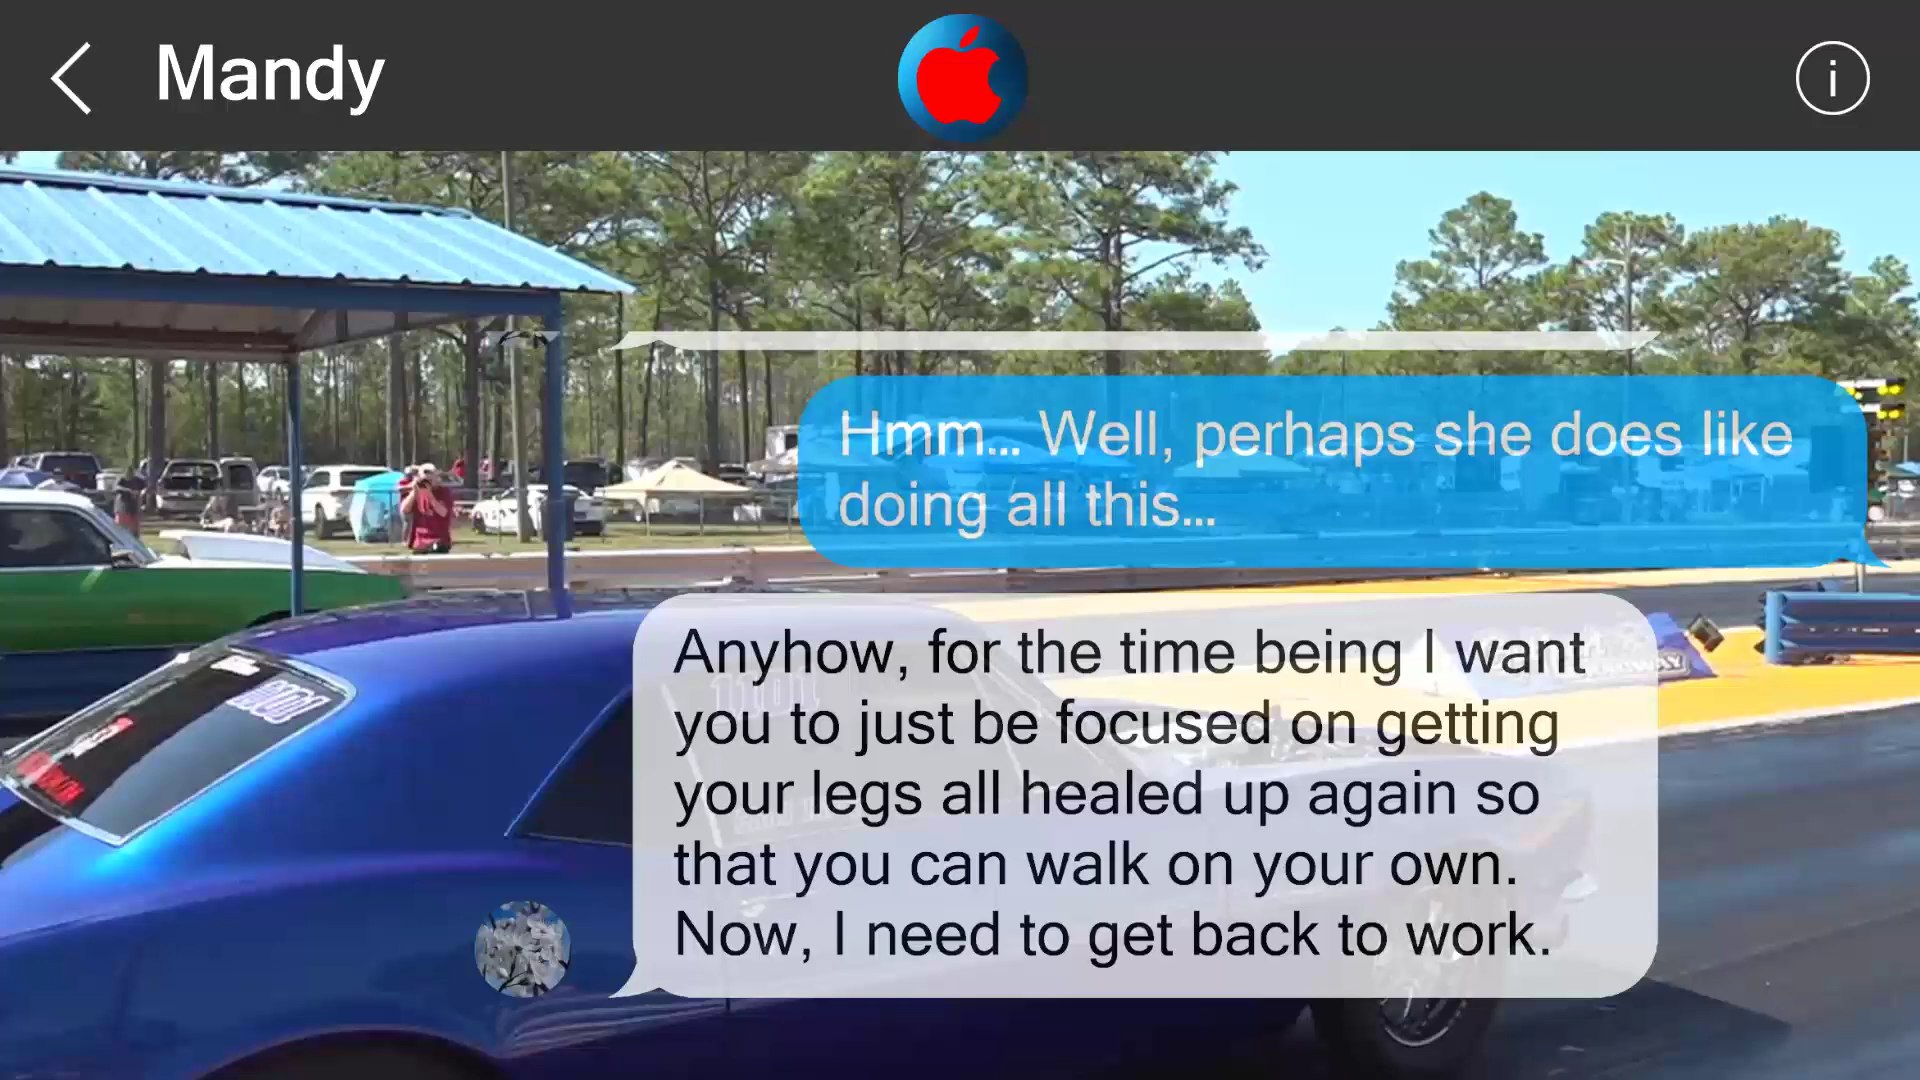 Mandy
Hmm... Well, perhaps she does like
doing all this...
Anyhow, for the time being I want
you to just be focused on getting
your legs all healed up again so
that you can walk on your own.
Now, I need to get back to work.